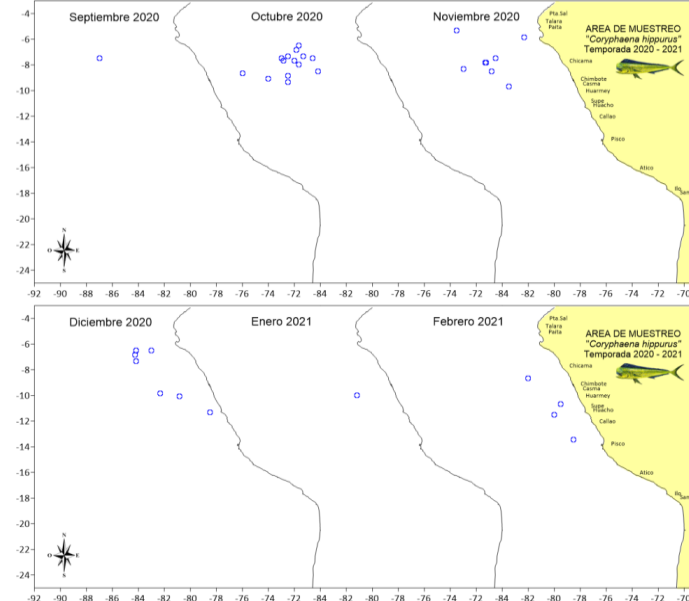 Septiembre 2020
Octubre 2020
Noviembre 2020
AREA DE MUESTREO
"Coryphaena hippurus"
Temporada 2020 - 2021
Pta.Sal
Talara
Paita
Chicama
Chimbote
Casma
Huarmey
Supe
Huacho
Callao
Pisco
Atico
Ilo
N
O
E
S
-4
-6
-8
-10
-12
-14
-16
-18
-20
-22
-24
-92 -90 -88 -86 -84 -82 -80 -78 -76 -74 -72 -84 -82 -80 -78 -76 -74 -72 -84 -82 -80 -78 -76 -74 -72 -70
Diciembre 2020
Enero 2021
Febrero 2021
AREA DE MUESTREO
"Coryphaena hippurus"
Temporada 2020 - 2021
Pta.Sal
Talara
Paita
Chicama
Chimbote
Casma
Huarmey
Supe
Huacho
Callao
Pisco
Atico
Ilo
N
O
E
S
-4
-6
-8
-10
-12
-14
-16
-18
-20
-22
-24
-92 -90 -88 -86 -84 -82 -80 -78 -76 -74 -72 -84 -82 -80 -78 -76 -74 -72 -84 -82 -80 -78 -76 -74 -72 -70